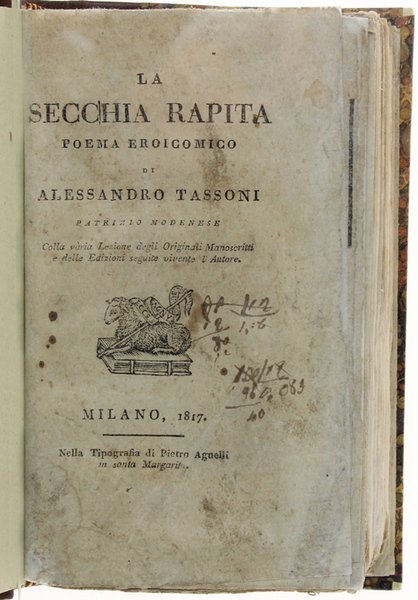 LA
SECCHIA RAPITA
POEMA EROICOMICO
DI
ALESSANDRO TASSONI
PATRIZIO MODENESE
Colla varia Lezione degli Originali Manoscritti
e delle Edizioni seguite vivente l'Autore.
MILANO, 1817.
Nella Tipografia di Pietro Agnelli
in santa Margarita.